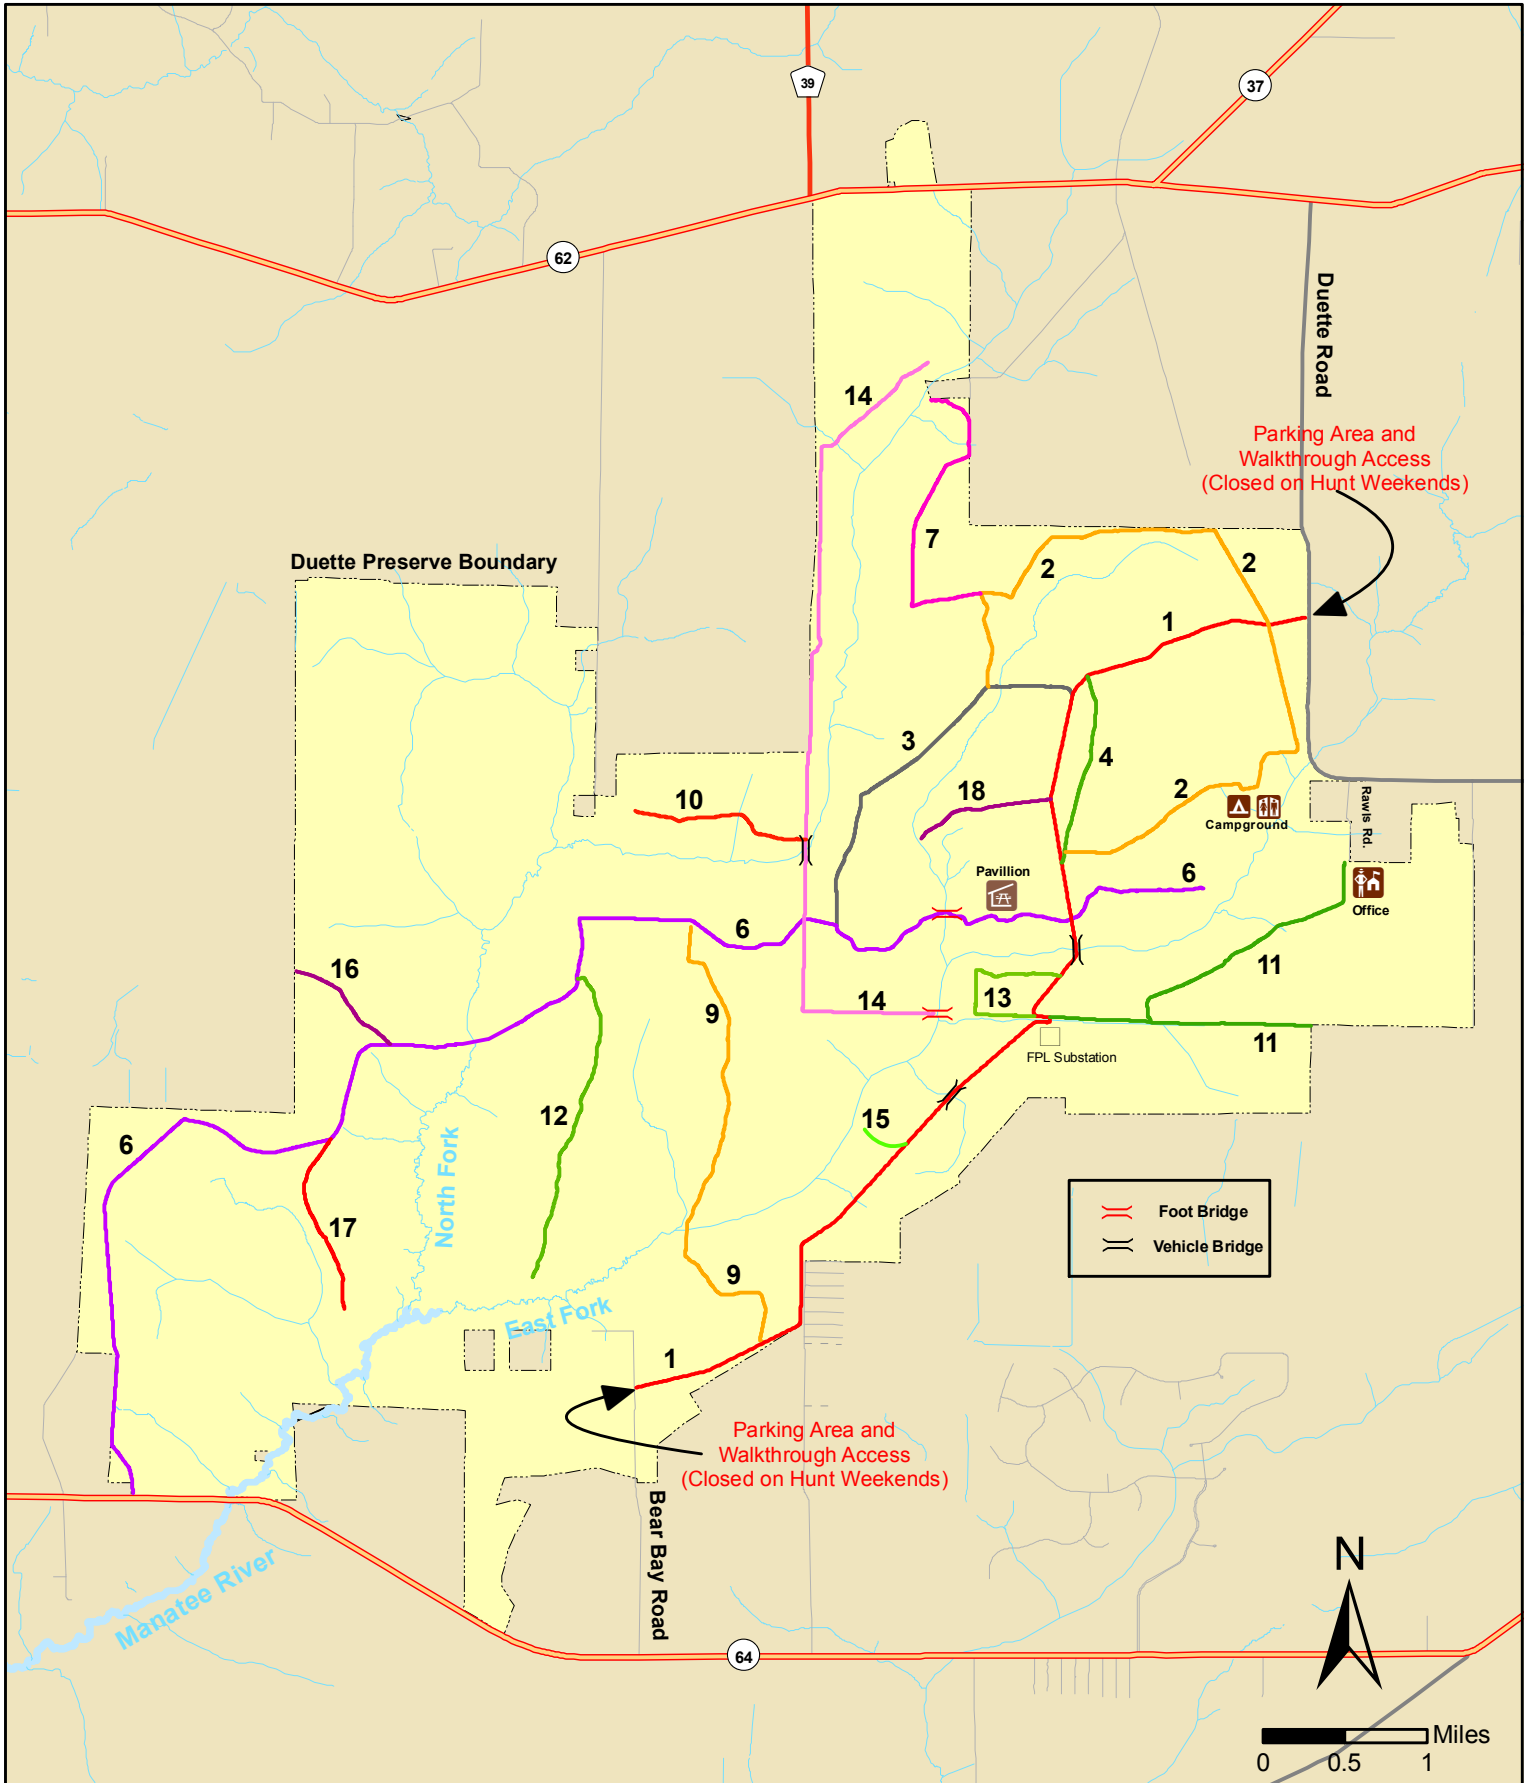 39
37
62
Duette Road
14
Parking Area and
Walkthrough Access
(Closed on Hunt Weekends)
7
Duette Preserve Boundary
2
2
1
3
4
18
2
10
Campground
Rawls Rd.
Pavillion
6
Office
6
11
16
9
14
13
11
FPL Substation
12
15
6
North Fork
17
Foot Bridge
Vehicle Bridge
9
East Fork
1
Parking Area and
Walkthrough Access
(Closed on Hunt Weekends)
Bear Bay Road
Manatee River
N
64
Miles
0
0.5
1